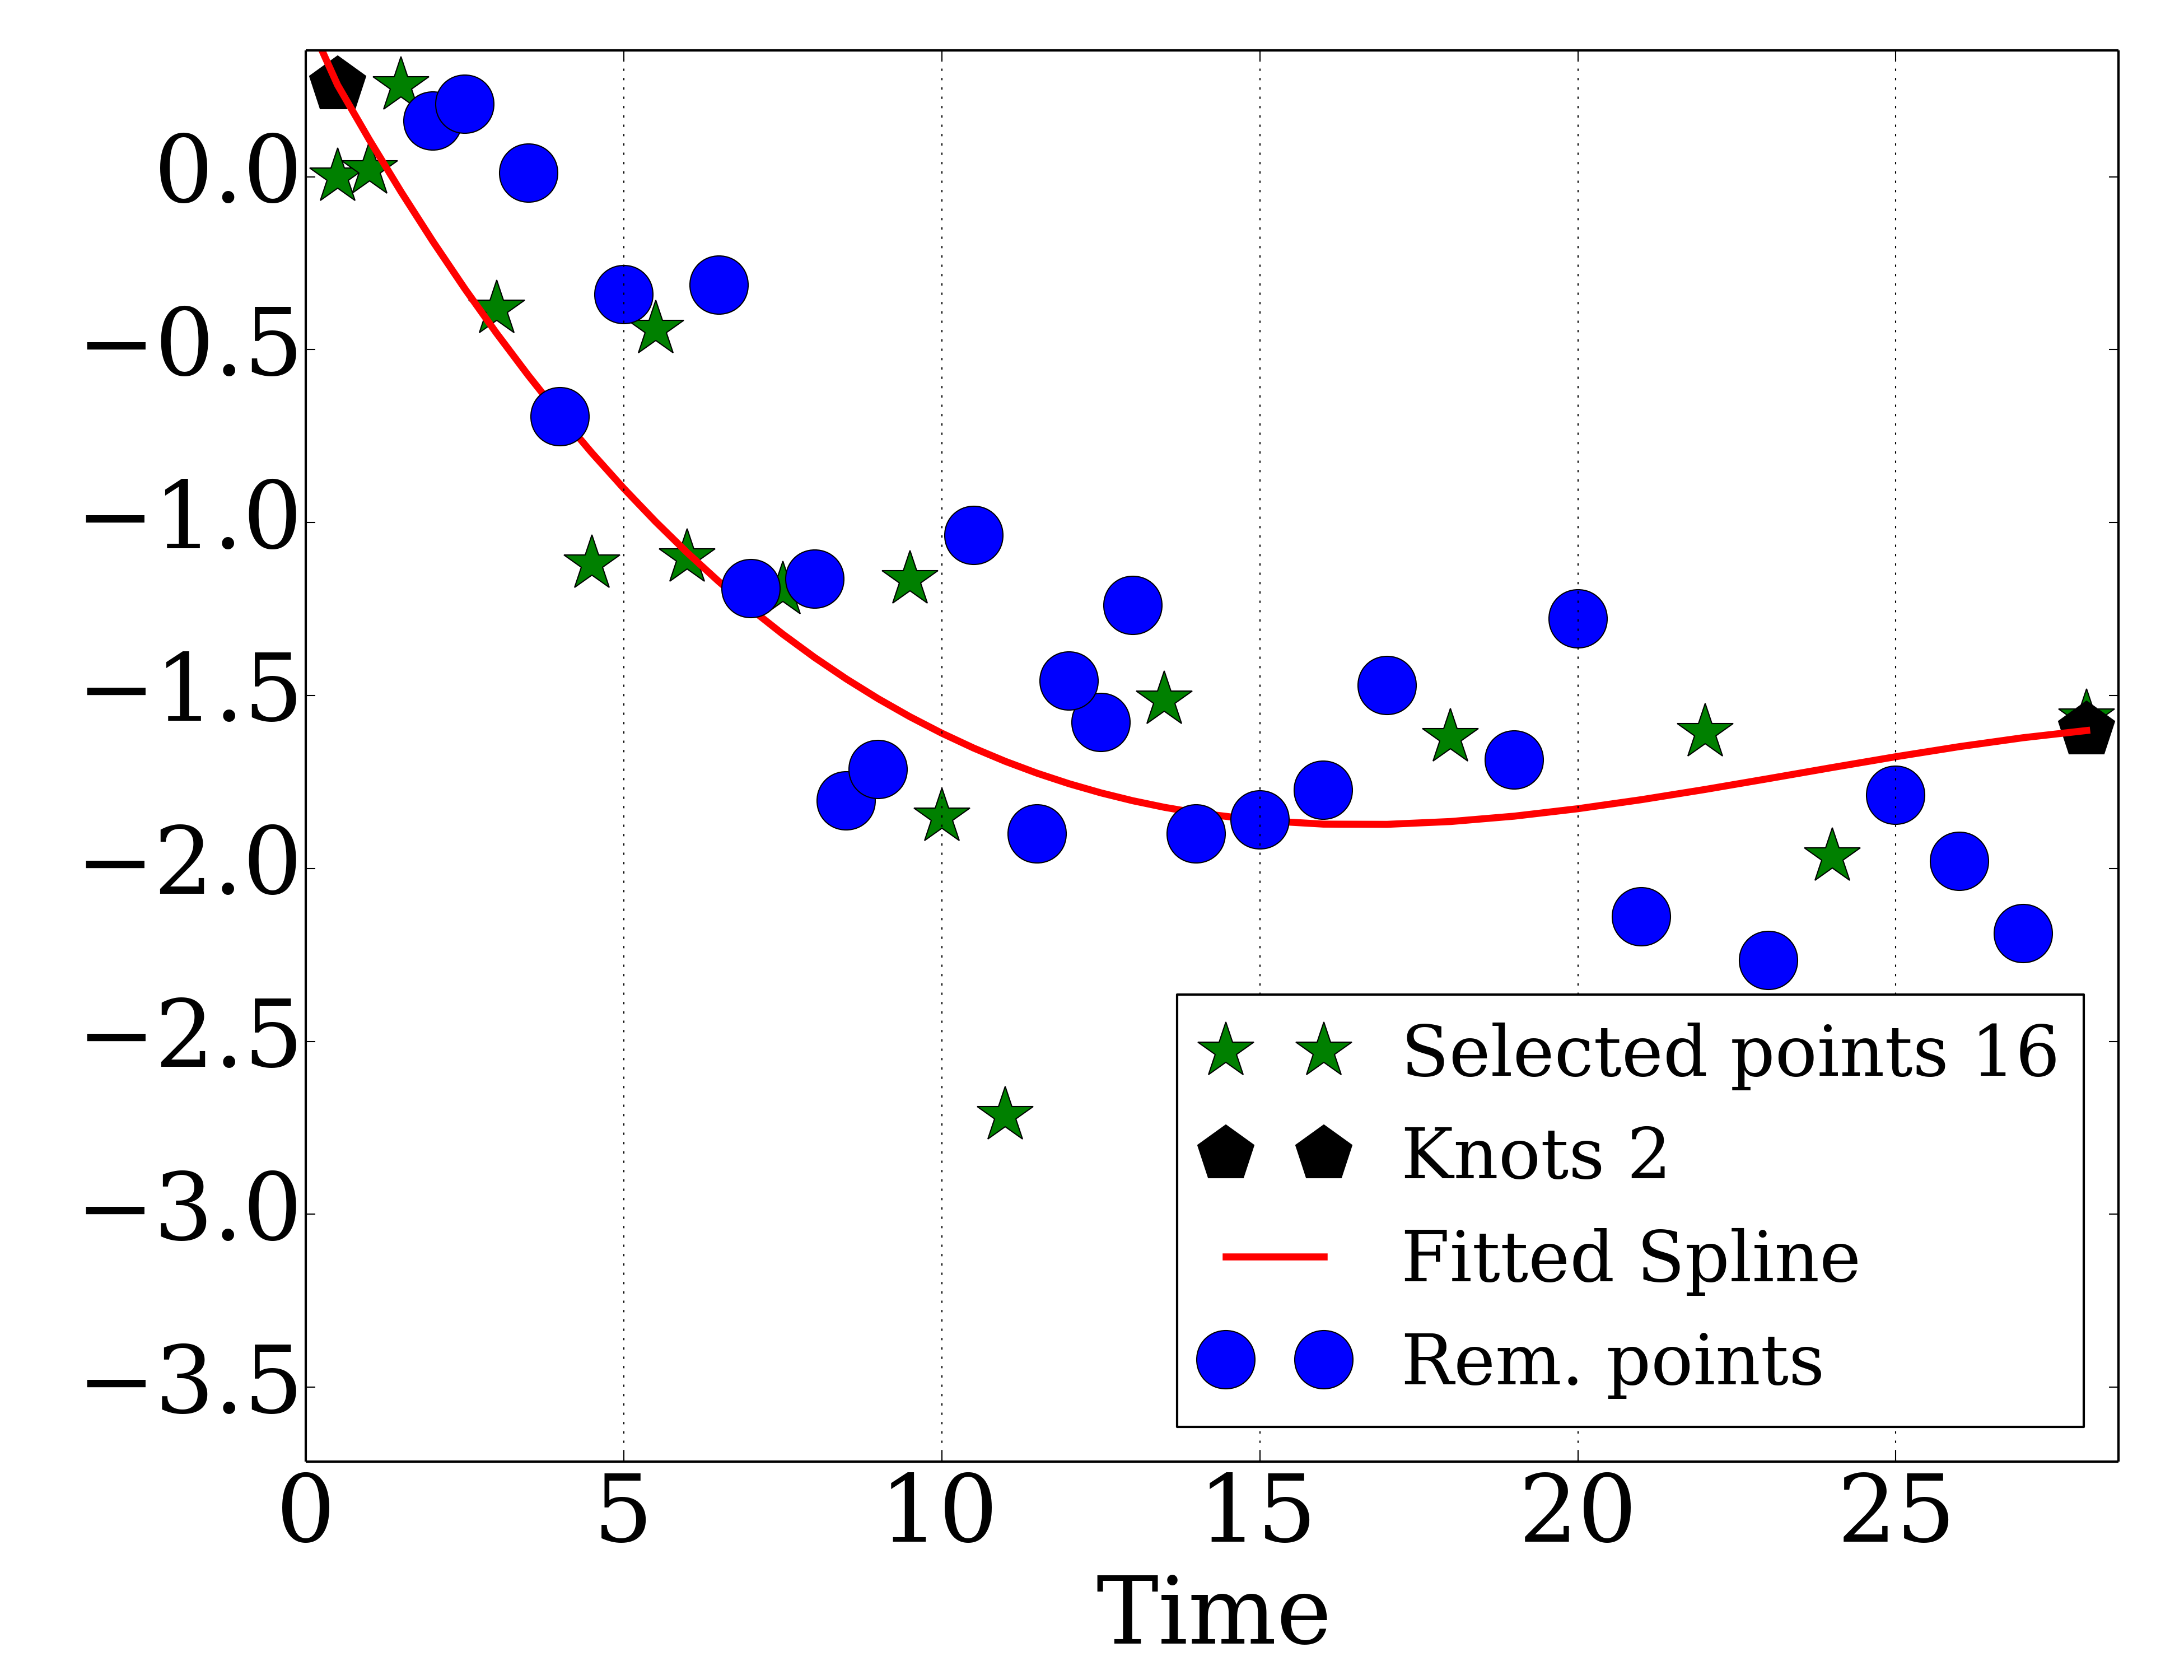 0.0
−0.5
−1.0
−1.5
−2.0
−2.5
−3.0
−3.5
Selected points 16
Knots 2
Fitted Spline
Rem. points
0 5 10 15 20 25
Time